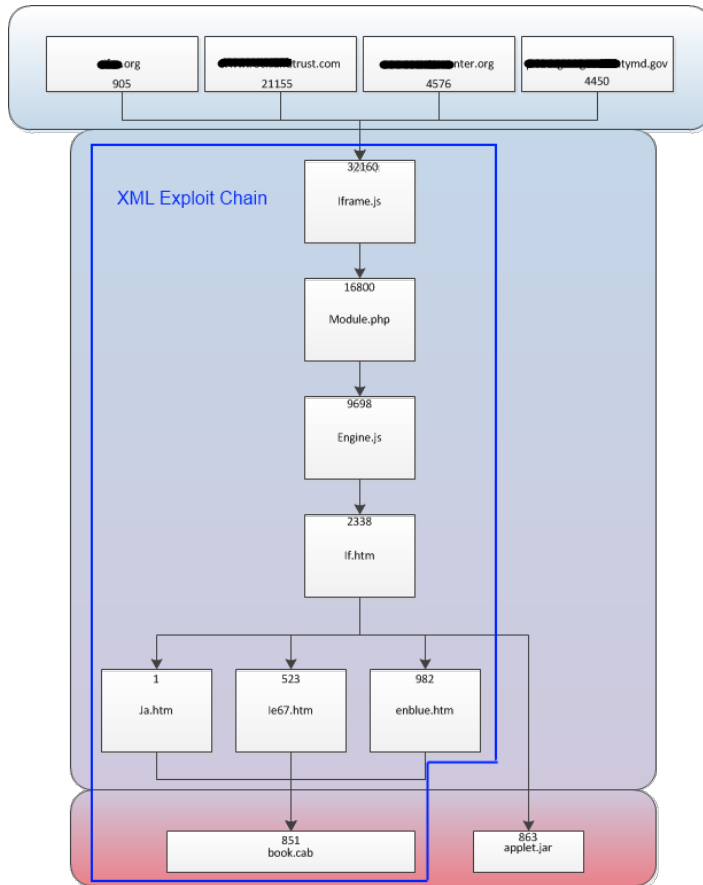 .org
905
trust.com
21155
nter.org
4576
tymd.gov
4450
XML Exploit Chain
32160
Iframe.js
16800
Module.php
9698
Engine.js
2338
If.htm
1
Ja.htm
523
Ie67.htm
982
enblue.htm
851
book.cab
863
applet.jar